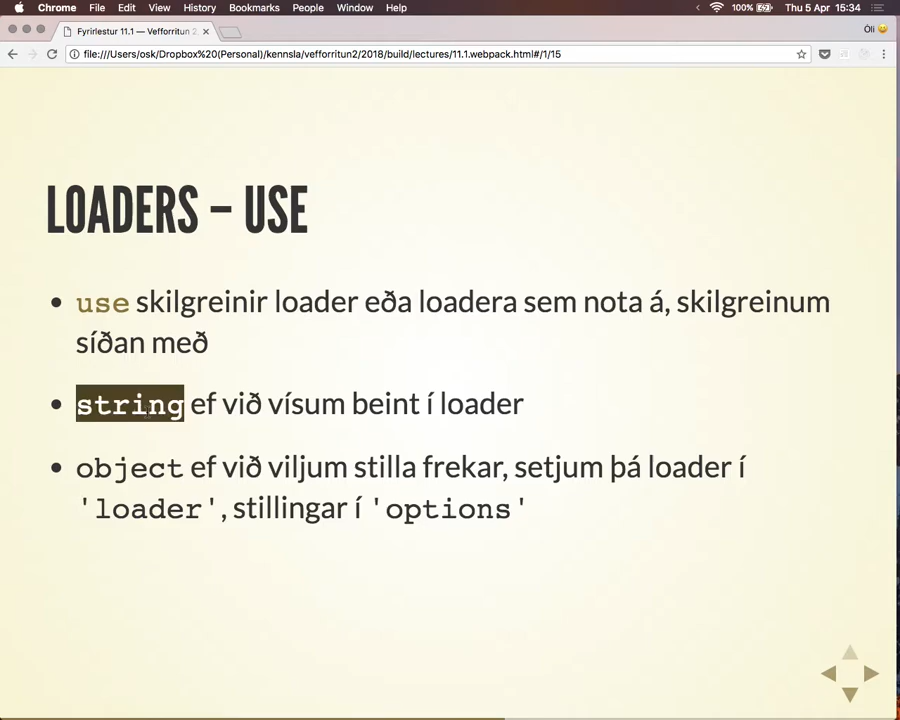 Chrome File Edit View History Bookmarks People Window Help 100% Thu 5 Apr 15:34
Fyrirlestur 11.1 — Vefforritun 2 Óli
file:///Users/osk/Dropbox%20(Personal)/kennsla/vefforritun2/2018/build/lectures/11.1.webpack.html#/1/15
LOADERS – USE
• use skilgreinir loader eða loadera sem nota á, skilgreinum
síðan með
• string ef við vísum beint í loader
• object ef við viljum stilla frekar, setjum þá loader í
'loader', stillingar í 'options'